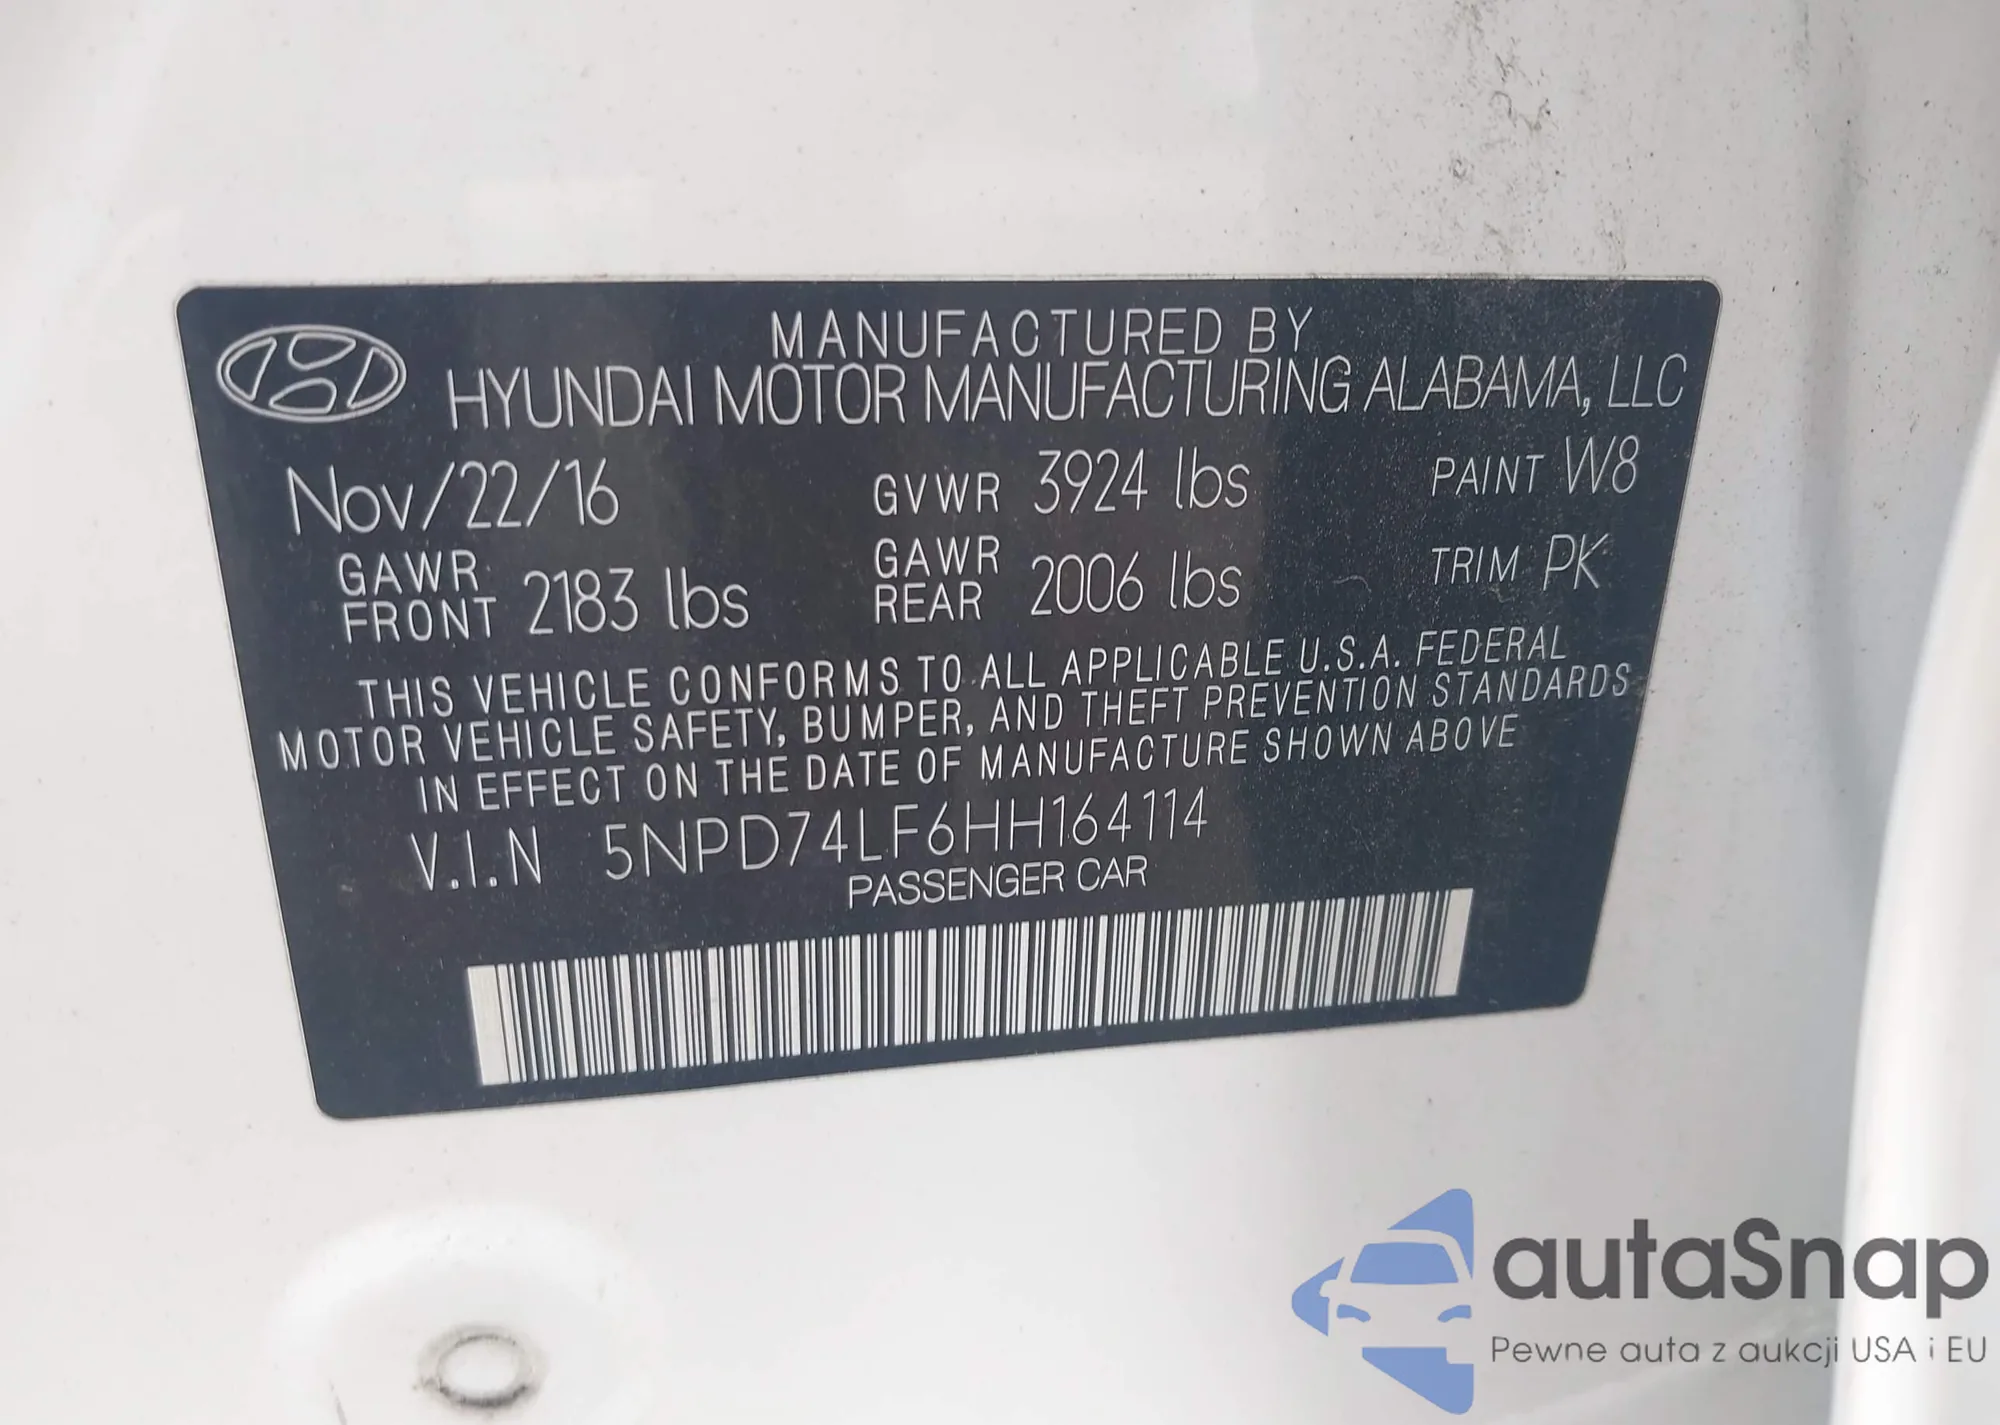 MANUFACTURED BY
HYUNDAI MOTOR MANUFACTURING ALABAMA, LLC
Nov/22/16 GVWR 3924 lbs PAINT W8
GAWR FRONT 2183 lbs GAWR REAR 2006 lbs TRIM PK
THIS VEHICLE CONFORMS TO ALL APPLICABLE U.S.A. FEDERAL
MOTOR VEHICLE SAFETY, BUMPER, AND THEFT PREVENTION STANDARDS
IN EFFECT ON THE DATE OF MANUFACTURE SHOWN ABOVE
V.I.N 5NPD74LF6HH164114
PASSENGER CAR
autaSnap
Pewne auta z aukcji USA i EU